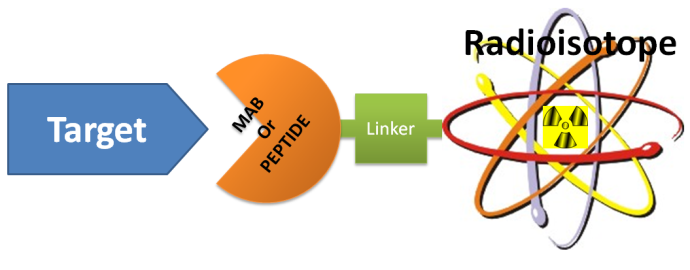 Target
MAB
Or
PEPTIDE
Linker
Radioisotope